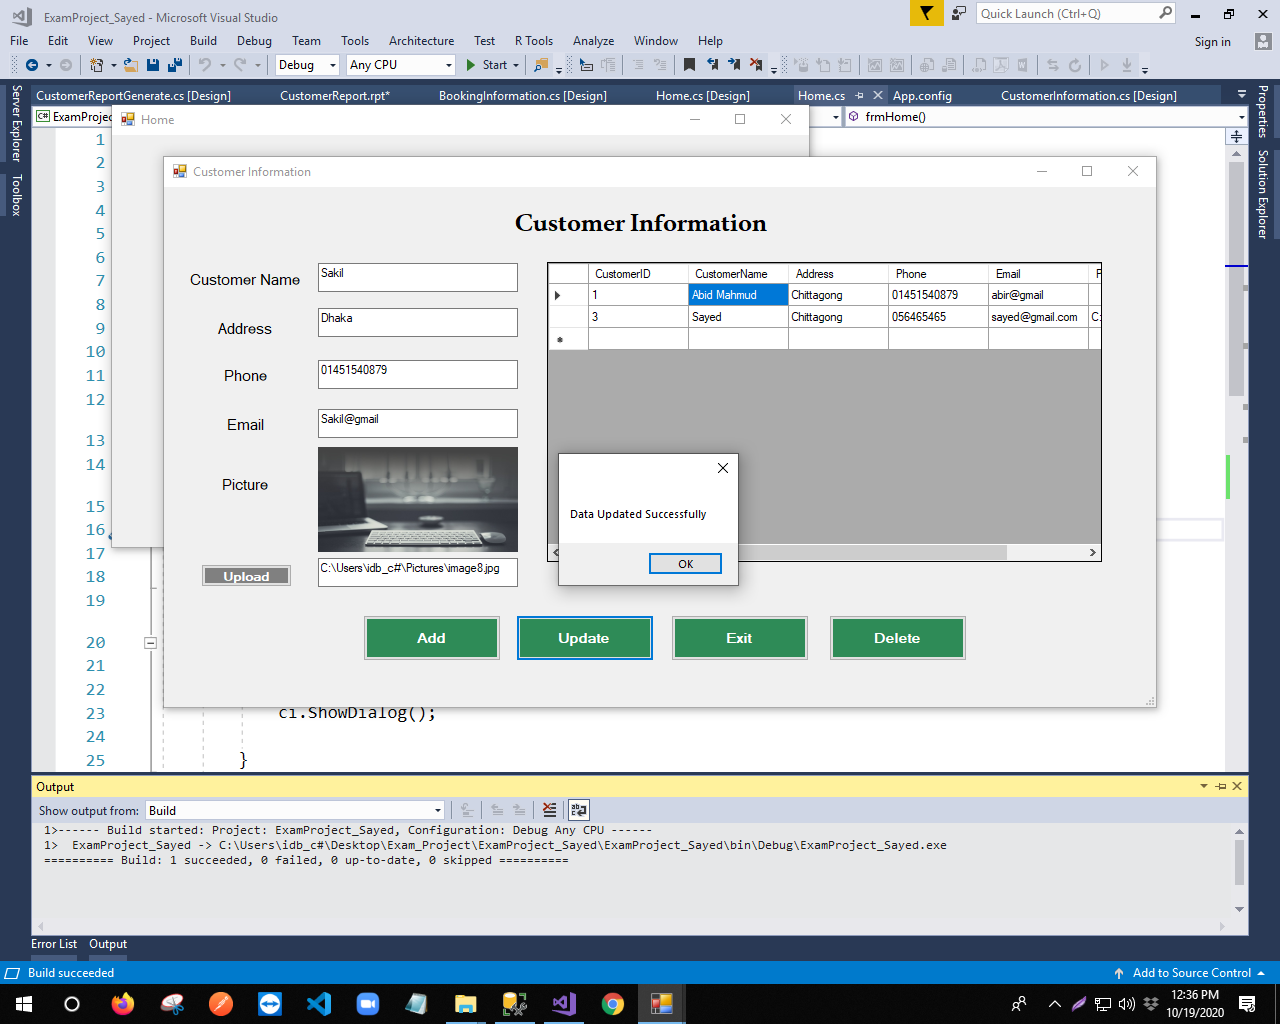 ExamProject_Sayed - Microsoft Visual Studio
Quick Launch (Ctrl+Q)
File Edit View Project Build Debug Team Tools Architecture Test R Tools Analyze Window Help
Sign in
Debug Any CPU Start
CustomerReportGenerate.cs [Design] CustomerReport.rpt* BookingInformation.cs [Design] Home.cs [Design] Home.cs App.config CustomerInformation.cs [Design]
Server Explorer
Toolbox
Properties
Solution Explorer
C# ExamProjec
frmHome()
Home
Customer Information
Customer Information
Customer Name Sakil
Address Dhaka
Phone 01451540879
Email Sakil@gmail
Picture
Upload C:\Users\idb_c#\Pictures\image8.jpg
CustomerID CustomerName Address Phone Email P
1 Abid Mahmud Chittagong 01451540879 abir@gmail
3 Sayed Chittagong 056465465 sayed@gmail.com C:
Data Updated Successfully
OK
Add Update Exit Delete
1
2
3
4
5
6
7
8
9
10
11
12
13
14
15
16
17
18
19
20
21
22
23 ci.ShowDialog();
24
25 }
Output
Show output from: Build
1>------ Build started: Project: ExamProject_Sayed, Configuration: Debug Any CPU ------
1>  ExamProject_Sayed -> C:\Users\idb_c#\Desktop\Exam_Project\ExamProject_Sayed\ExamProject_Sayed\bin\Debug\ExamProject_Sayed.exe
========== Build: 1 succeeded, 0 failed, 0 up-to-date, 0 skipped ==========
Error List Output
Build succeeded
Add to Source Control
12:36 PM
10/19/2020